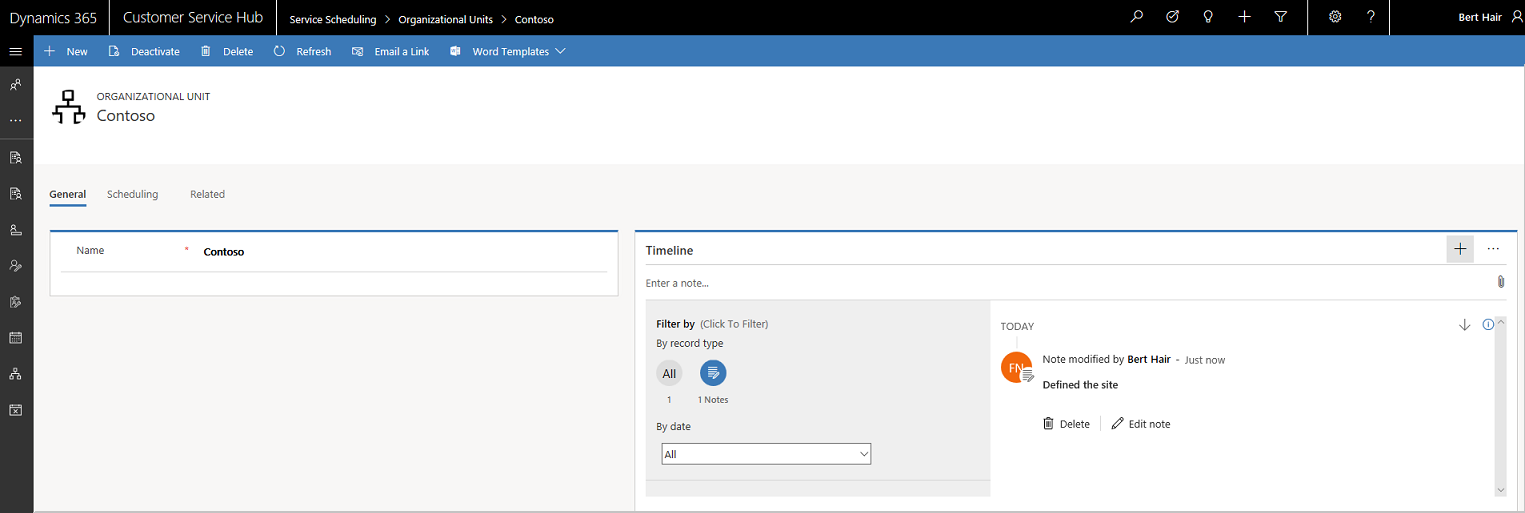 Dynamics 365 Customer Service Hub Service Scheduling > Organizational Units > Contoso ? Bert Hair
New Deactivate Delete Refresh Email a Link Word Templates
ORGANIZATIONAL UNIT
Contoso
General Scheduling Related
Name * Contoso
Timeline
Enter a note...
Filter by (Click To Filter)
By record type
All
1 1 Notes
By date
All
TODAY
FN Note modified by Bert Hair - Just now
Defined the site
Delete Edit note